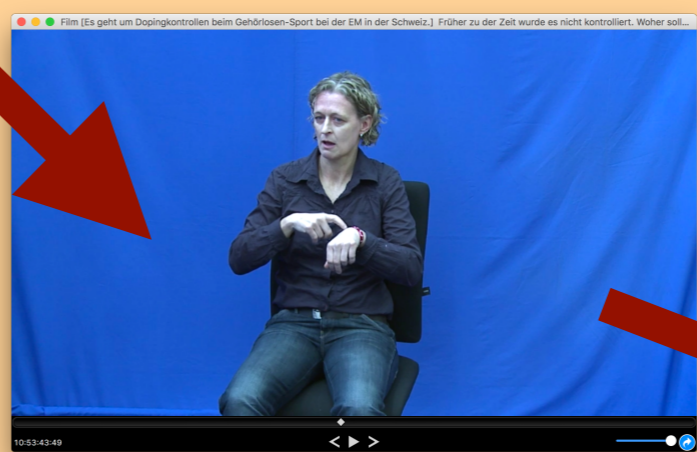 Film [Es geht um Dopingkontrollen beim Gehörlosen-Sport bei der EM in der Schweiz.] Früher zu der Zeit wurde es nicht kontrolliert. Woher soll...
10:53:43:49